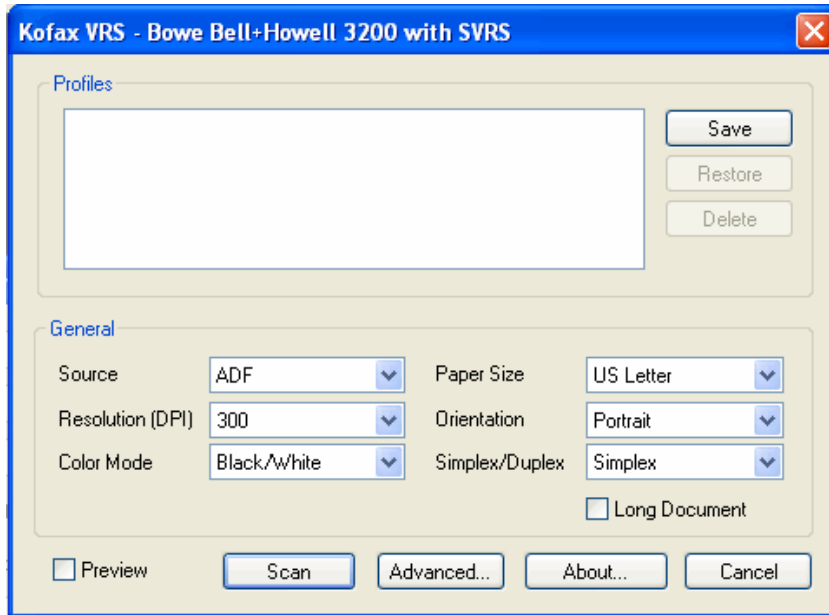 Kofax VRS - Bowe Bell+Howell 3200 with SVRS
Profiles
Save
Restore
Delete
General
Source ADF Paper Size US Letter
Resolution (DPI) 300 Orientation Portrait
Color Mode Black/White Simplex/Duplex Simplex
Long Document
Preview Scan Advanced... About... Cancel